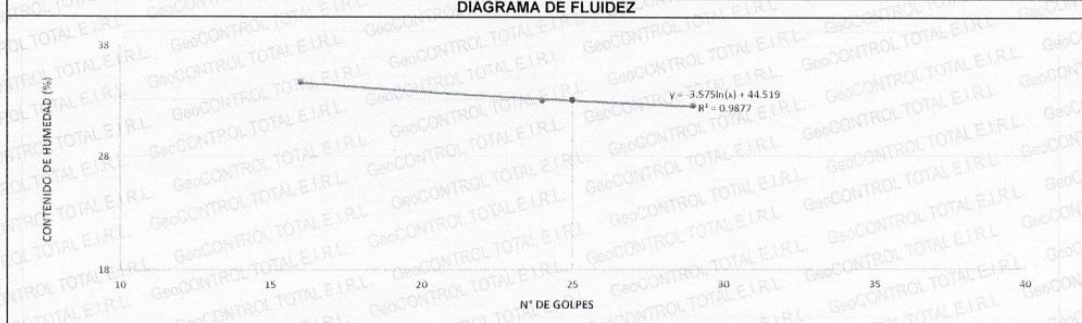 DIAGRAMA DE FLUIDEZ
38
28
18
CONTENIDO DE HUMEDAD (%)
y = -3.575ln(x) + 44.519
R² = 0.9877
10 15 20 25 30 35 40
N° DE GOLPES
GeoCONTROL TOTAL E.I.R.L.